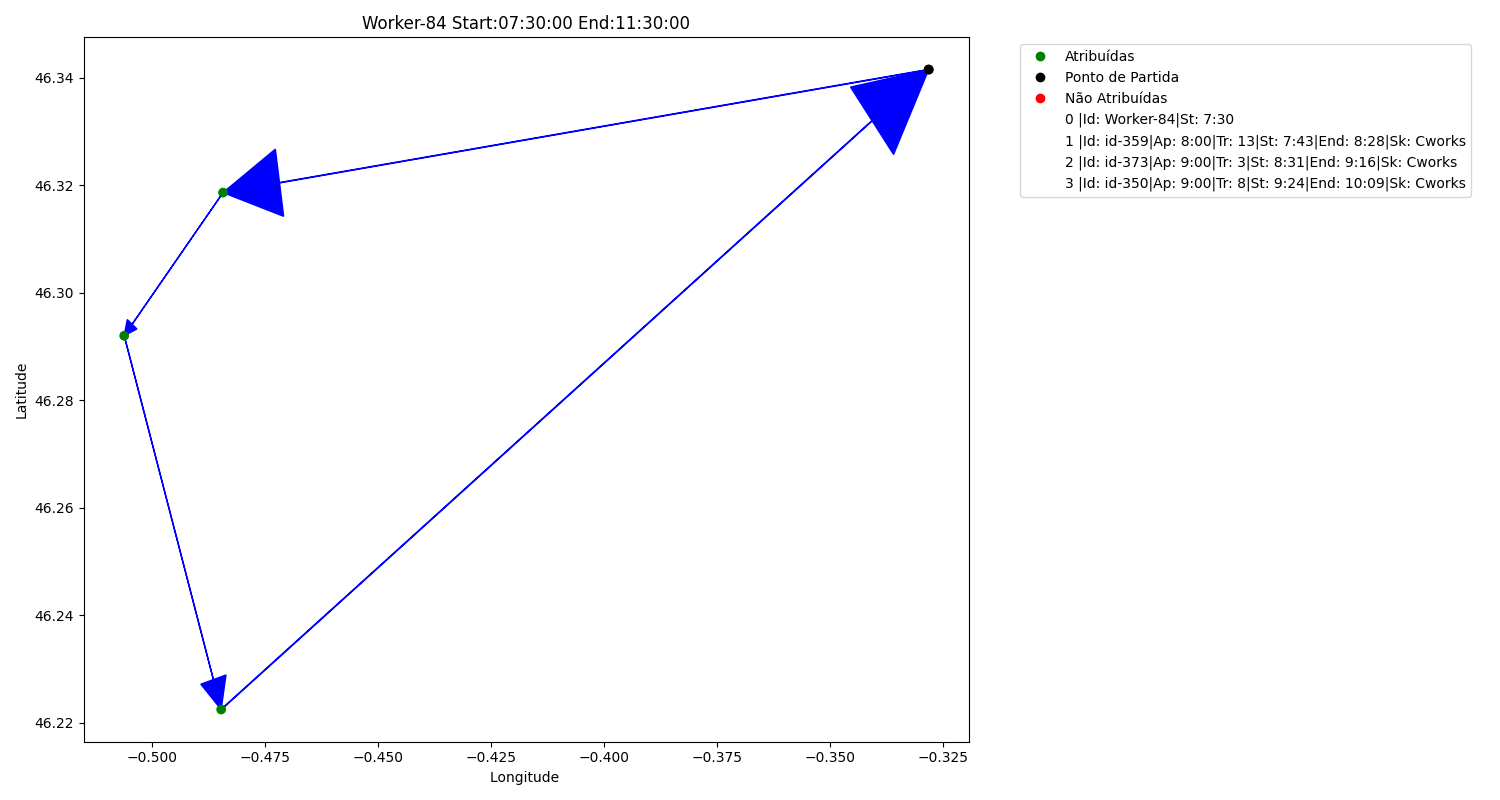 Worker-84 Start:07:30:00 End:11:30:00
46.34
46.32
46.30
46.28
46.26
46.24
46.22
Latitude
−0.500
−0.475
−0.450
−0.425
−0.400
−0.375
−0.350
−0.325
Longitude
Atribuídas
Ponto de Partida
Não Atribuídas
0 |Id: Worker-84|St: 7:30
1 |Id: id-359|Ap: 8:00|Tr: 13|St: 7:43|End: 8:28|Sk: Cworks
2 |Id: id-373|Ap: 9:00|Tr: 3|St: 8:31|End: 9:16|Sk: Cworks
3 |Id: id-350|Ap: 9:00|Tr: 8|St: 9:24|End: 10:09|Sk: Cworks